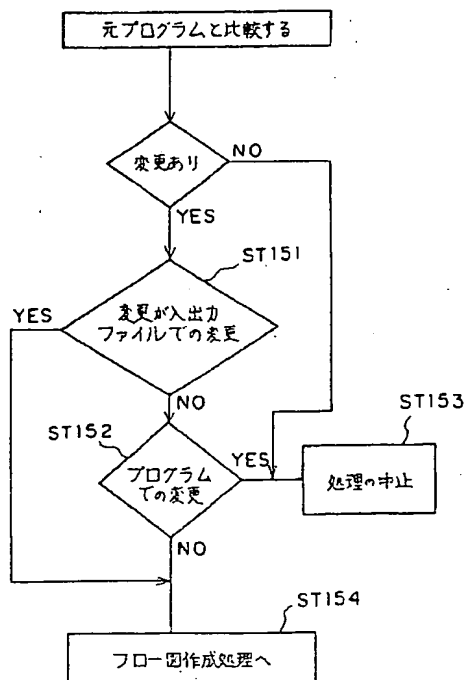 元プログラムと比較する
変更あり
NO
YES
ST151
変更が入出力
ファイルでの変更
YES
NO
ST152
プログラム
での変更
YES
ST153
処理の中止
NO
ST154
フロー図作成処理へ